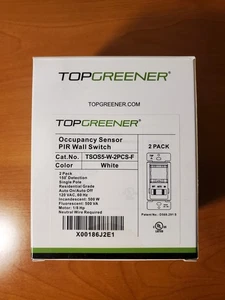 TOPGREENER®
TOPGREENER.COM
TOPGREENER®
Occupancy Sensor
PIR Wall Switch
2 PACK
Cat.No. TSOS5-W-2PCS-F
Color White
2 Pack
150° Detection
Single Pole
Residential Grade
Auto On/Auto Off
120 VAC, 60 Hz
Incandescent: 500 W
Fluorescent: 500 VA
Motor: 1/8 Hp
Neutral Wire Required
X00186J2E1
UL
LISTED